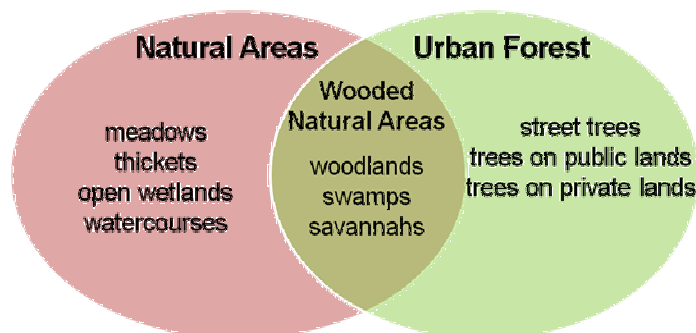 Natural Areas
Urban Forest
Wooded
Natural Areas
meadows
thickets
open wetlands
watercourses
woodlands
swamps
savannahs
street trees
trees on public lands
trees on private lands